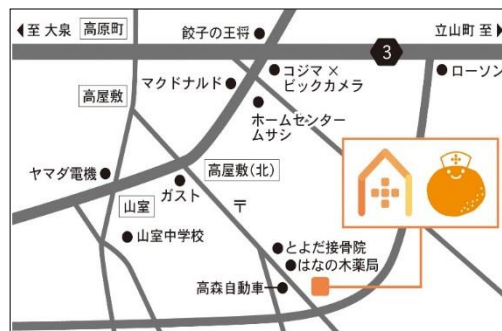 ◀至 大泉
高原町
餃子の王将
立山町 至▶
3
コジマ ×
ビックカメラ
ローソン
マクドナルド
高屋敷
ホームセンター
ムサシ
ヤマダ電機
高屋敷(北)
ガスト
山室
〒
山室中学校
とよだ接骨院
はなの木薬局
高森自動車